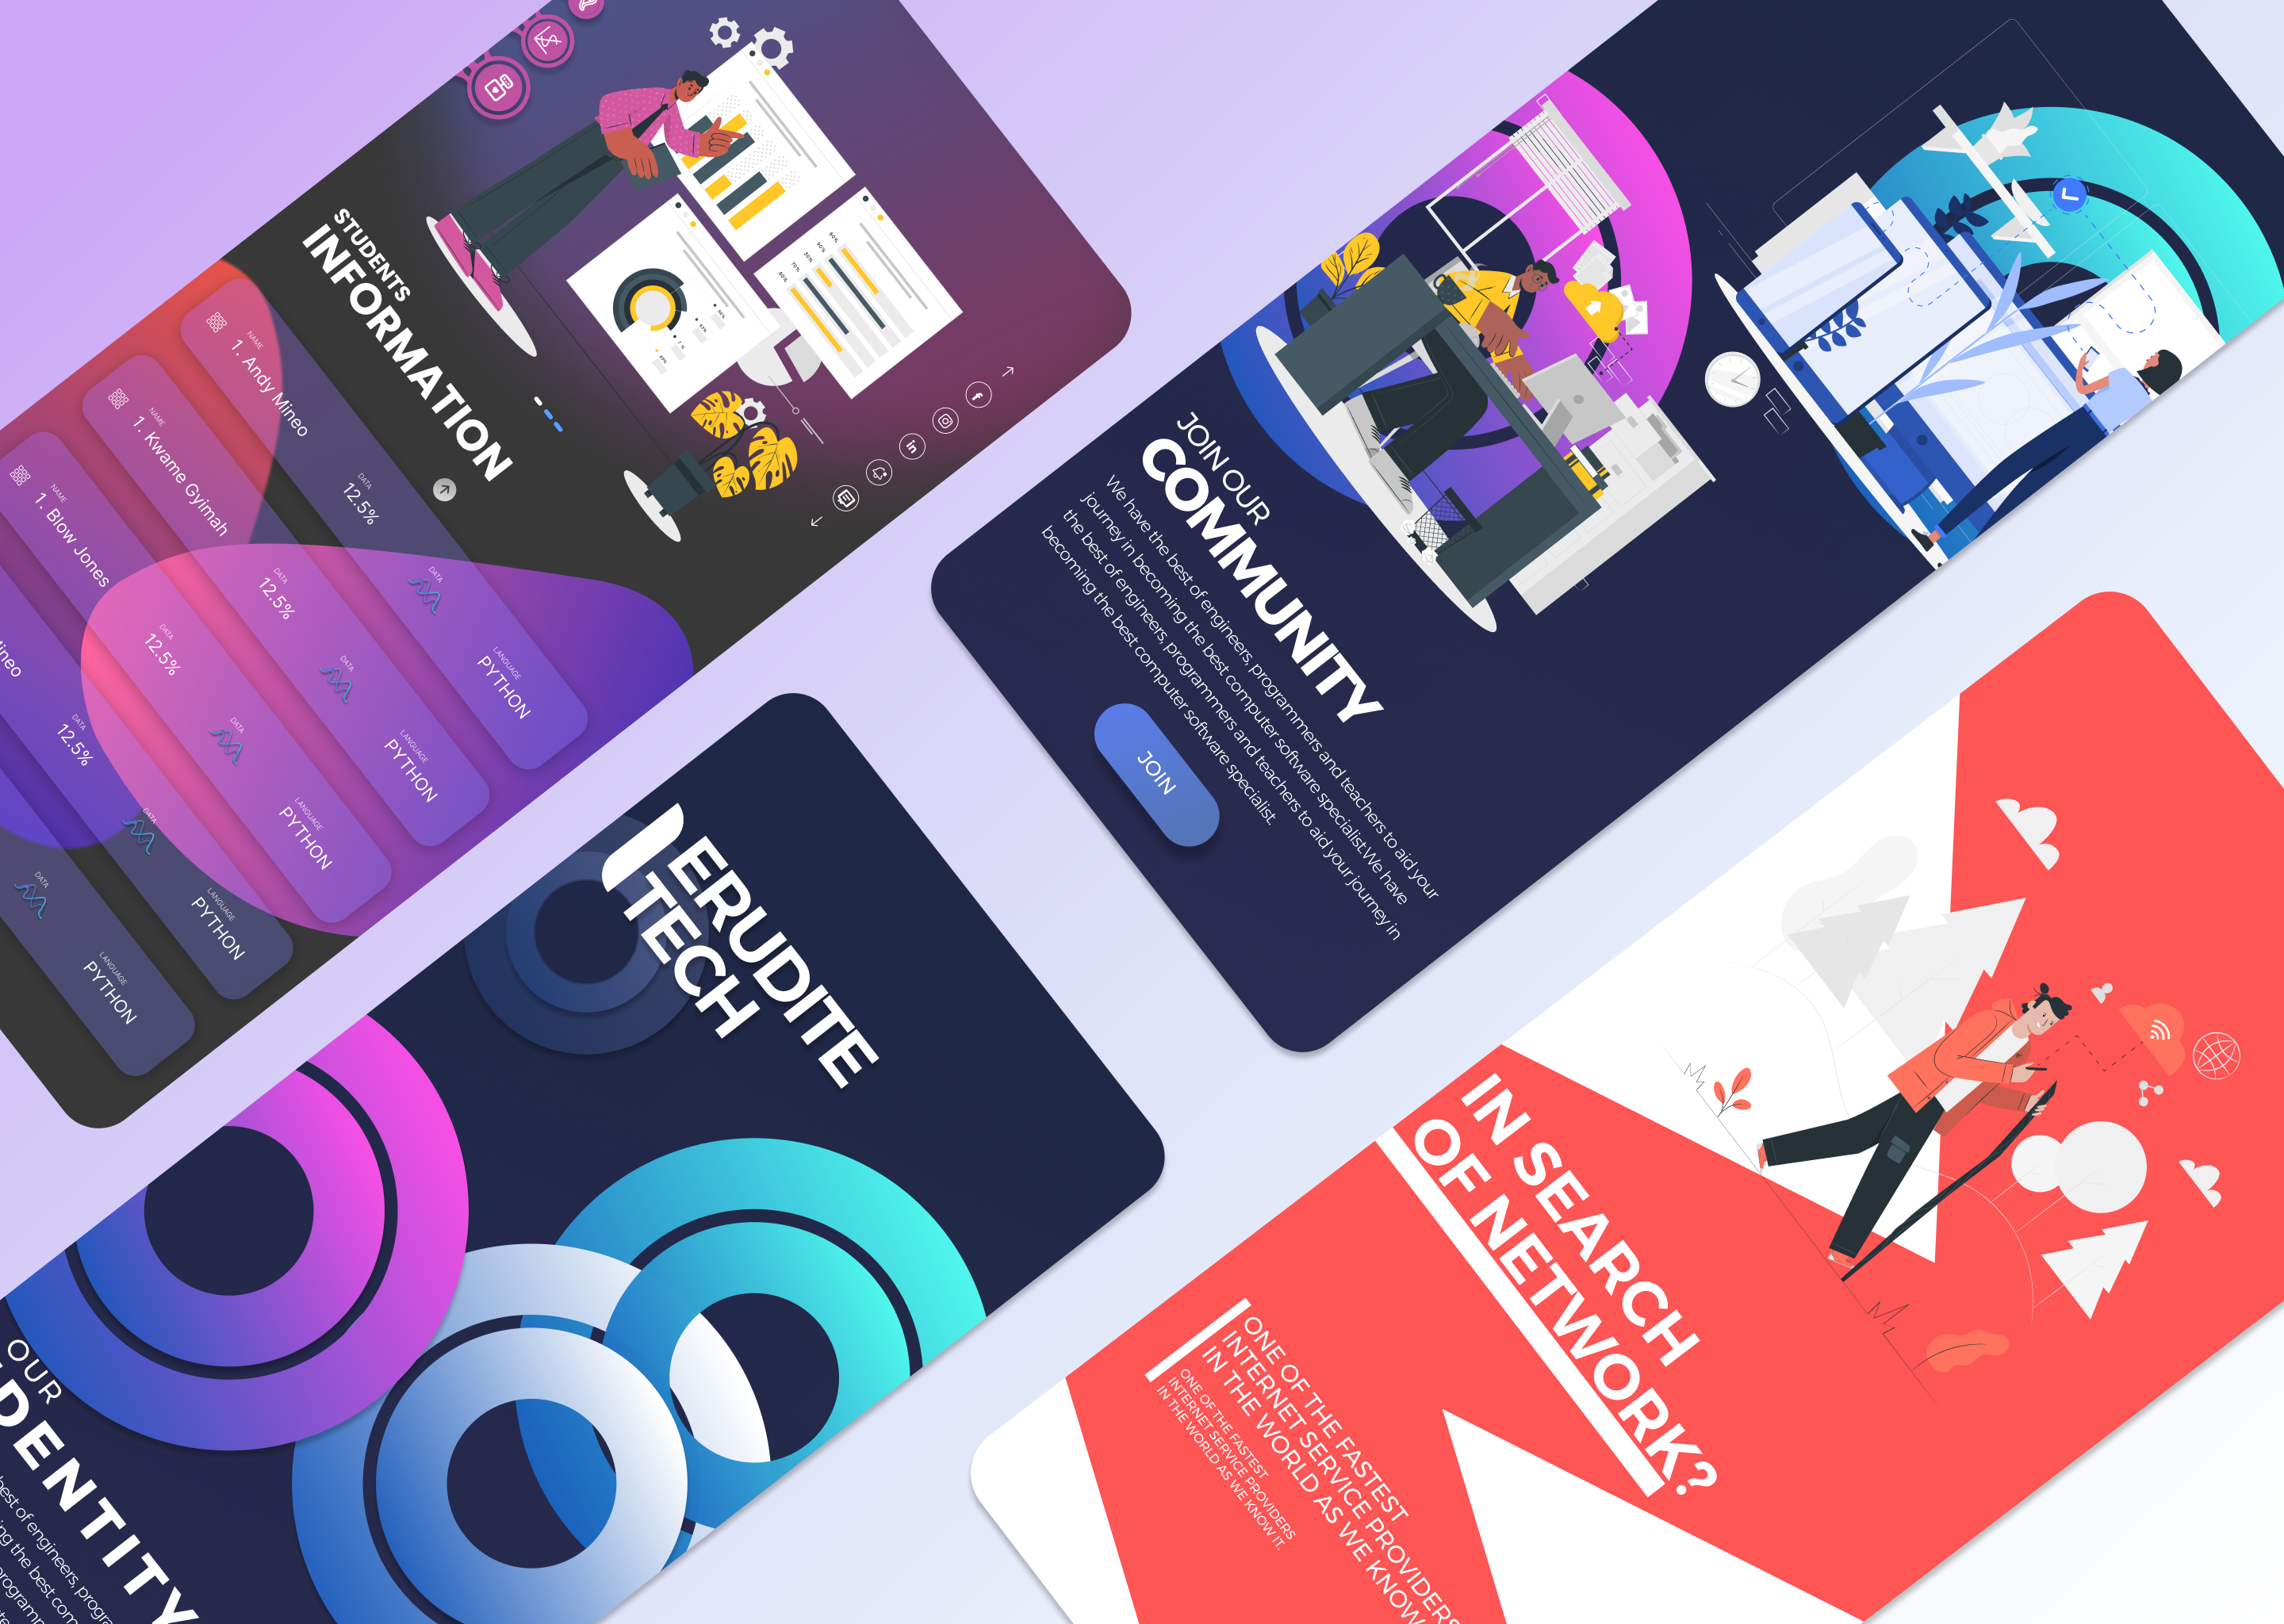 STUDENTS
INFORMATION
NAME
1. Andy Mineo
DATA
12.5%
DATA
LANGUAGE
PYTHON
NAME
1. Kwame Gyimah
DATA
12.5%
DATA
LANGUAGE
PYTHON
NAME
1. Blow Jones
DATA
12.5%
DATA
LANGUAGE
PYTHON
DATA
12.5%
DATA
LANGUAGE
PYTHON
DATA
LANGUAGE
PYTHON
JOIN OUR
COMMUNITY
We have the best of engineers, programmers and teachers to aid your
journey in becoming the best computer software specialist.We have
the best of engineers, programmers and teachers to aid your journey in
becoming the best computer software specialist.
JOIN
ERUDITE
TECH
OUR
IDENTITY
best of engineers,
the best
IN SEARCH
OF NETWORK?
ONE OF THE FASTEST
INTERNET SERVICE PROVIDERS
IN THE WORLD AS WE KNOW
ONE OF THE FASTEST
INTERNET SERVICE PROVIDERS
IN THE WORLD AS WE KNOW IT.